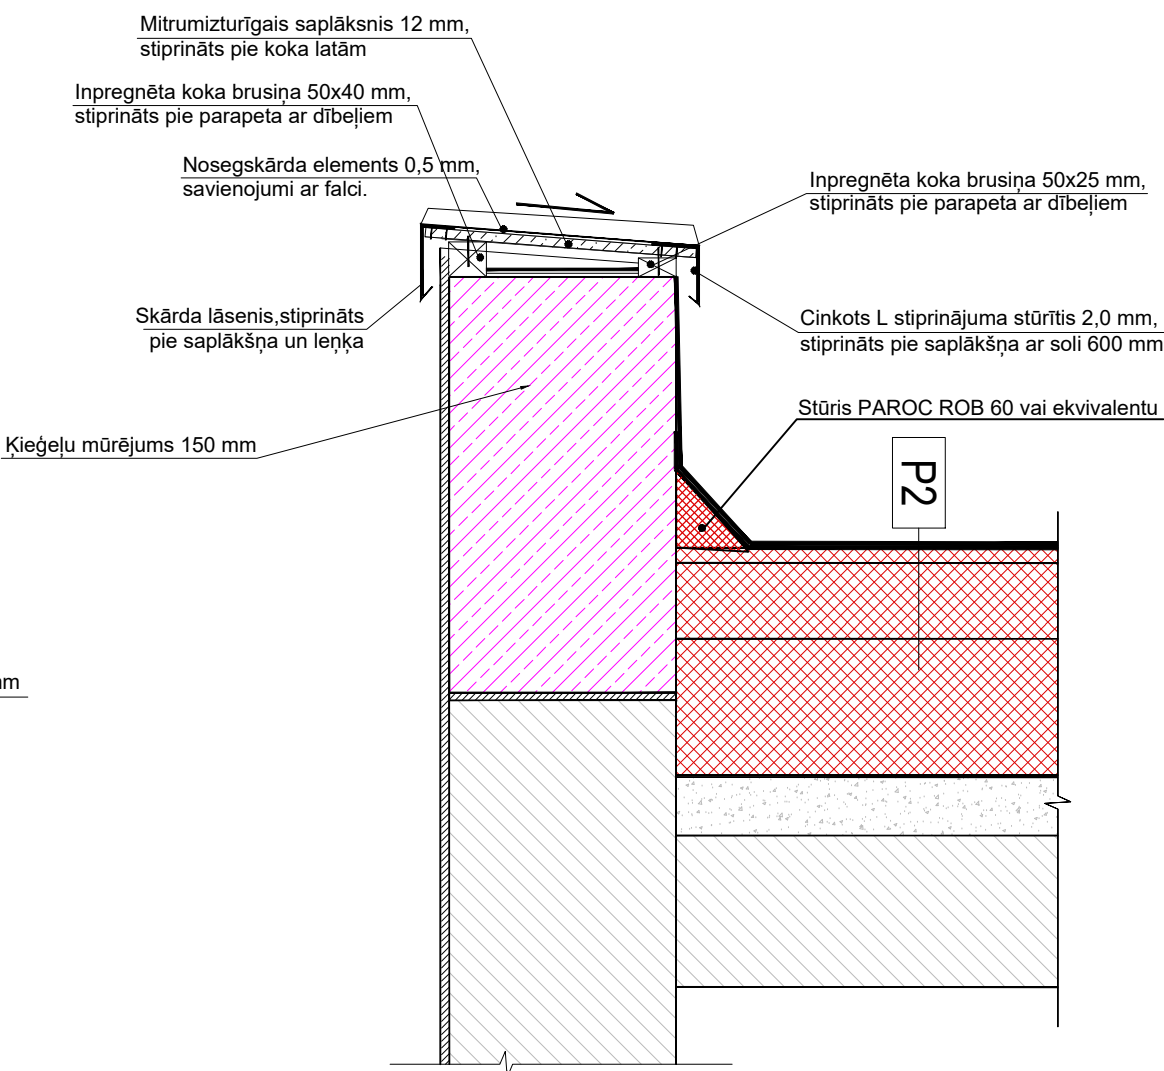 Mitrumizturīgais saplāksnis 12 mm,
stiprināts pie koka latām
Inpregnēta koka brusiņa 50x40 mm,
stiprināts pie parapeta ar dībeļiem
Nosegskārda elements 0,5 mm,
savienojumi ar falci.
Inpregnēta koka brusiņa 50x25 mm,
stiprināts pie parapeta ar dībeļiem
Skārda lāsenis,stiprināts
pie saplākšņa un leņķa
Cinkots L stiprinājuma stūrītis 2,0 mm,
stiprināts pie saplākšņa ar soli 600 mm
Stūris PAROC ROB 60 vai ekvivalentu
Ķieģeļu mūrējums 150 mm
P2